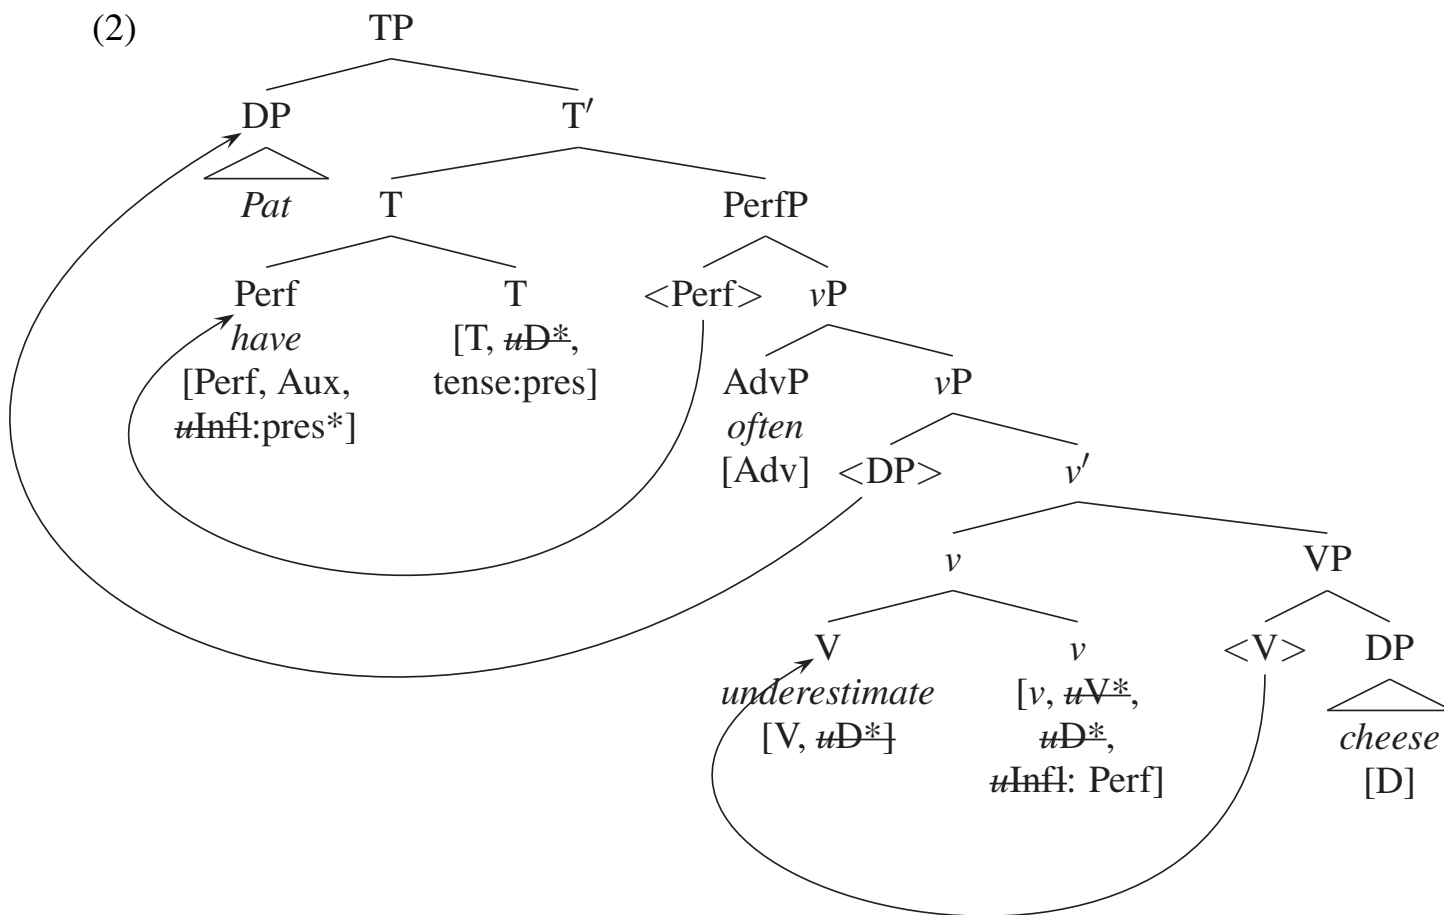 (2) TP
DP T′
Pat T PerfP
Perf T <Perf> vP
have [T, uD*, AdvP vP
[Perf, Aux, tense:pres] often
uInfl:pres*] [Adv] <DP> v′
v VP
V v <V> DP
underestimate [v, uV*, cheese
[V, uD*] uD*, [D]
uInfl: Perf]